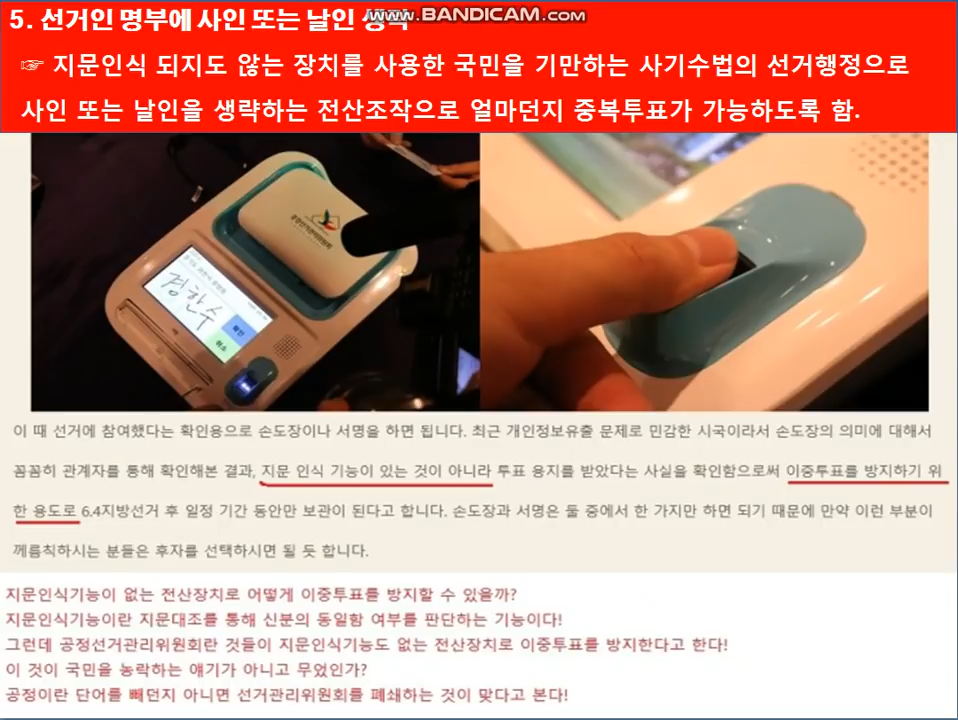 5. 선거인 명부에 사인 또는 날인 생략
www.BANDICAM.com
☞ 지문인식 되지도 않는 장치를 사용한 국민을 기만하는 사기수법의 선거행정으로
사인 또는 날인을 생략하는 전산조작으로 얼마던지 중복투표가 가능하도록 함.
공정선거관리위원회
경한수
확인
취소
이 때 선거에 참여했다는 확인용으로 손도장이나 서명을 하면 됩니다. 최근 개인정보유출 문제로 민감한 시국이라서 손도장의 의미에 대해서
꼼꼼히 관계자를 통해 확인해본 결과, 지문 인식 기능이 있는 것이 아니라 투표 용지를 받았다는 사실을 확인함으로써 이중투표를 방지하기 위
한 용도로 6.4지방선거 후 일정 기간 동안만 보관이 된다고 합니다. 손도장과 서명은 둘 중에서 한 가지만 하면 되기 때문에 만약 이런 부분이
께름칙하시는 분들은 후자를 선택하시면 될 듯 합니다.
지문인식기능이 없는 전산장치로 어떻게 이중투표를 방지할 수 있을까?
지문인식기능이란 지문대조를 통해 신분의 동일함 여부를 판단하는 기능이다!
그런데 공정선거관리위원회란 것들이 지문인식기능도 없는 전산장치로 이중투표를 방지한다고 한다!
이 것이 국민을 농락하는 얘기가 아니고 무었인가?
공정이란 단어를 빼던지 아니면 선거관리위원회를 폐쇄하는 것이 맞다고 본다!